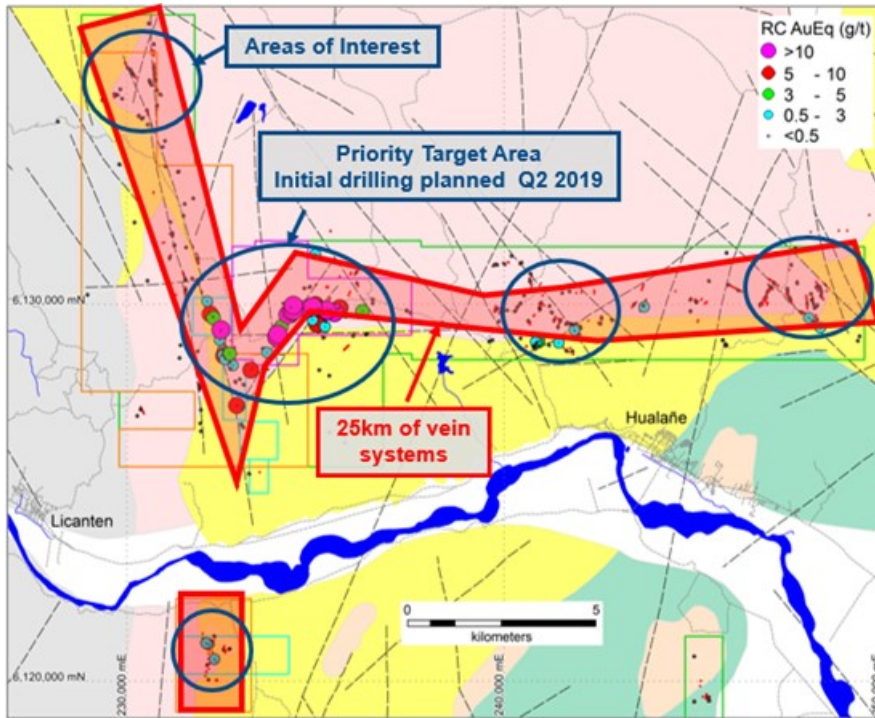 Areas of Interest
RC AuEq (g/t)
>10
5 - 10
3 - 5
0.5 - 3
<0.5
Priority Target Area
Initial drilling planned Q2 2019
6,130,000 mN
25km of vein
systems
Hualañe
Licanten
0
5
kilometers
6,120,000 mN
230,000 mE
240,000 mE